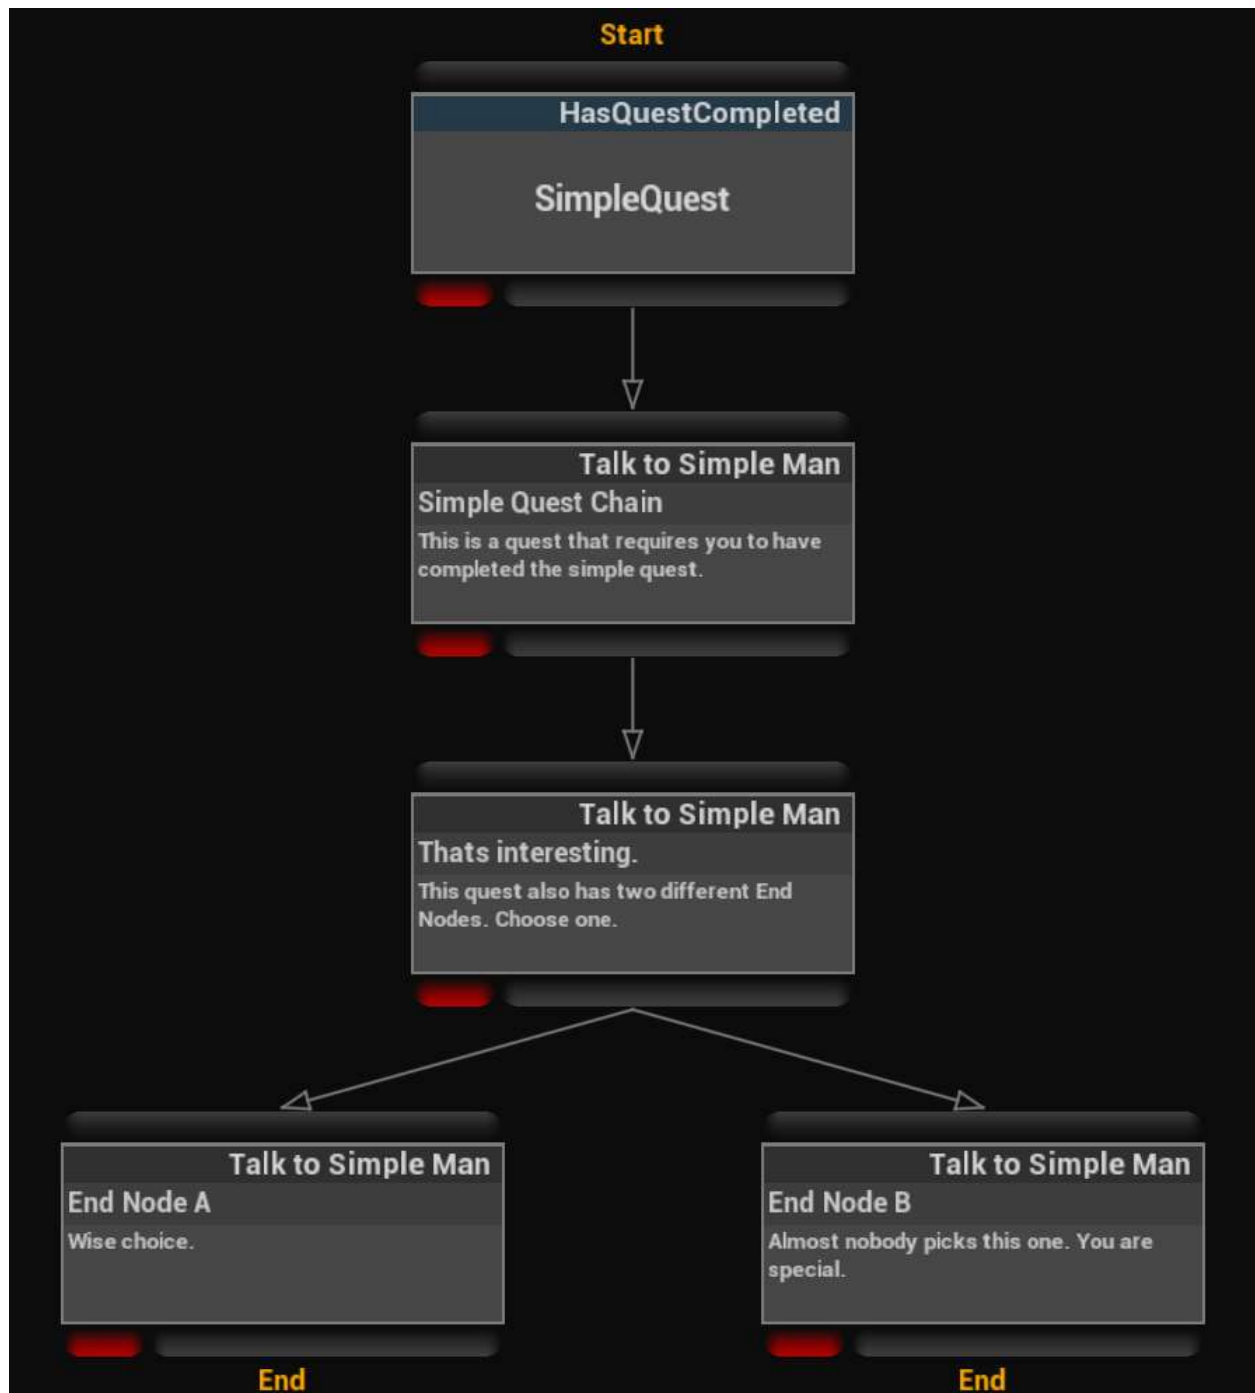 Start
HasQuestCompleted
SimpleQuest
Talk to Simple Man
Simple Quest Chain
This is a quest that requires you to have
completed the simple quest.
Talk to Simple Man
Thats interesting.
This quest also has two different End
Nodes. Choose one.
Talk to Simple Man
End Node A
Wise choice.
End
Talk to Simple Man
End Node B
Almost nobody picks this one. You are
special.
End